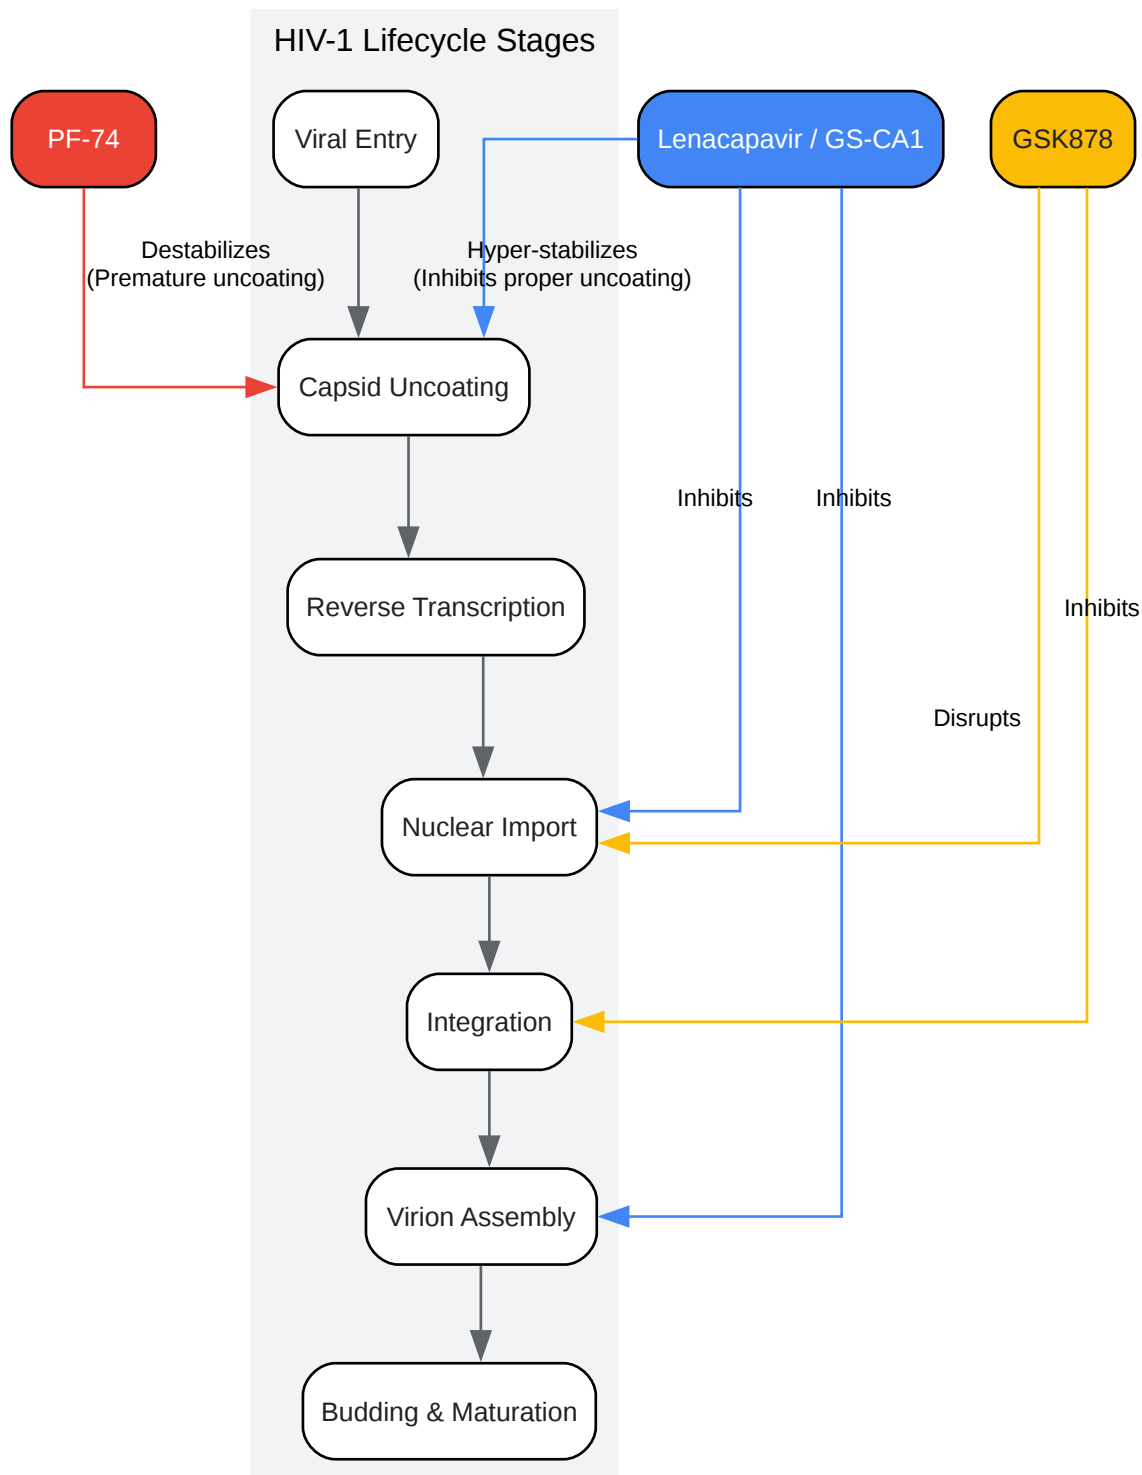 HIV-1 Lifecycle Stages
PF-74
Viral Entry
Lenacapavir / GS-CA1
GSK878
Destabilizes
(Premature uncoating)
Hyper-stabilizes
(Inhibits proper uncoating)
Capsid Uncoating
Inhibits
Inhibits
Reverse Transcription
Inhibits
Disrupts
Nuclear Import
Integration
Virion Assembly
Budding & Maturation